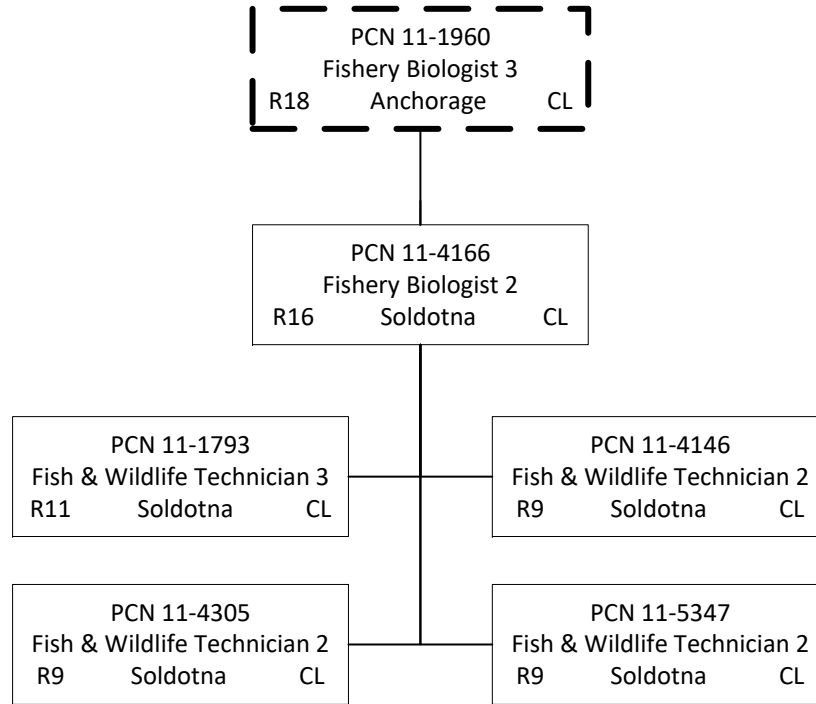 PCN 11-1960
Fishery Biologist 3
R18 Anchorage CL
PCN 11-4166
Fishery Biologist 2
R16 Soldotna CL
PCN 11-1793
Fish & Wildlife Technician 3
R11 Soldotna CL
PCN 11-4146
Fish & Wildlife Technician 2
R9 Soldotna CL
PCN 11-4305
Fish & Wildlife Technician 2
R9 Soldotna CL
PCN 11-5347
Fish & Wildlife Technician 2
R9 Soldotna CL